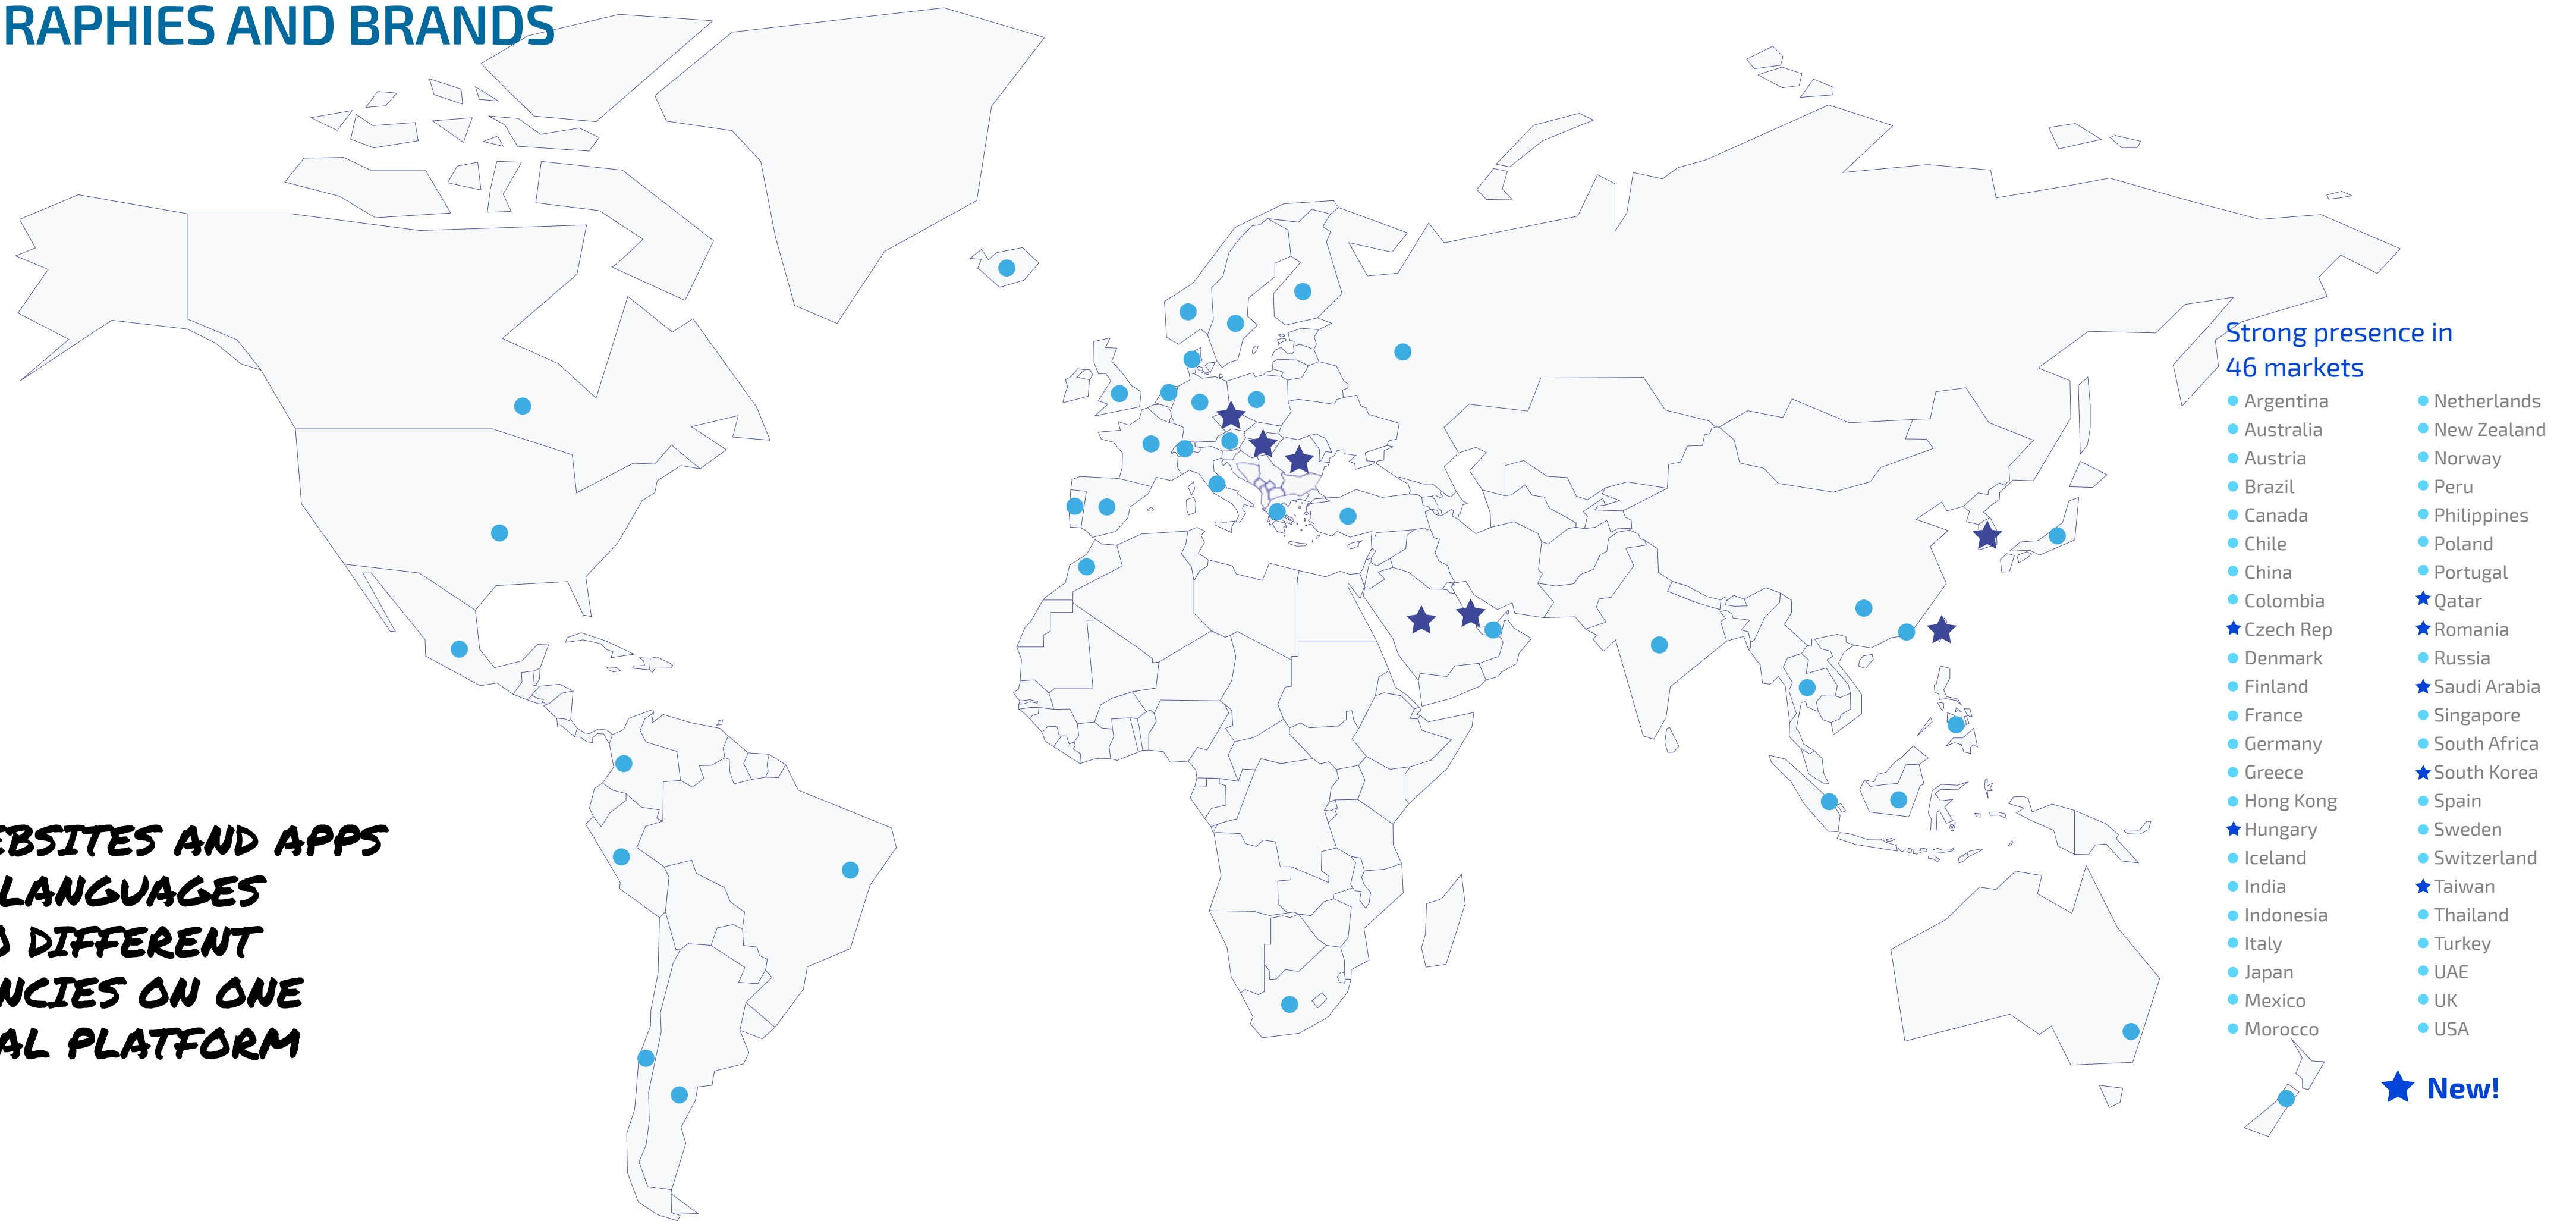 RAPHIES AND BRANDS
Strong presence in
46 markets
Argentina
Australia
Austria
Brazil
Canada
Chile
China
Colombia
Czech Rep
Denmark
Finland
France
Germany
Greece
Hong Kong
Hungary
Iceland
India
Indonesia
Italy
Japan
Mexico
Morocco
Netherlands
New Zealand
Norway
Peru
Philippines
Poland
Portugal
Qatar
Romania
Russia
Saudi Arabia
Singapore
South Africa
South Korea
Spain
Sweden
Switzerland
Taiwan
Thailand
Turkey
UAE
UK
USA
New!
EBSITES AND APPS
LANGUAGES
DIFFERENT
NCIES ON ONE
AL PLATFORM